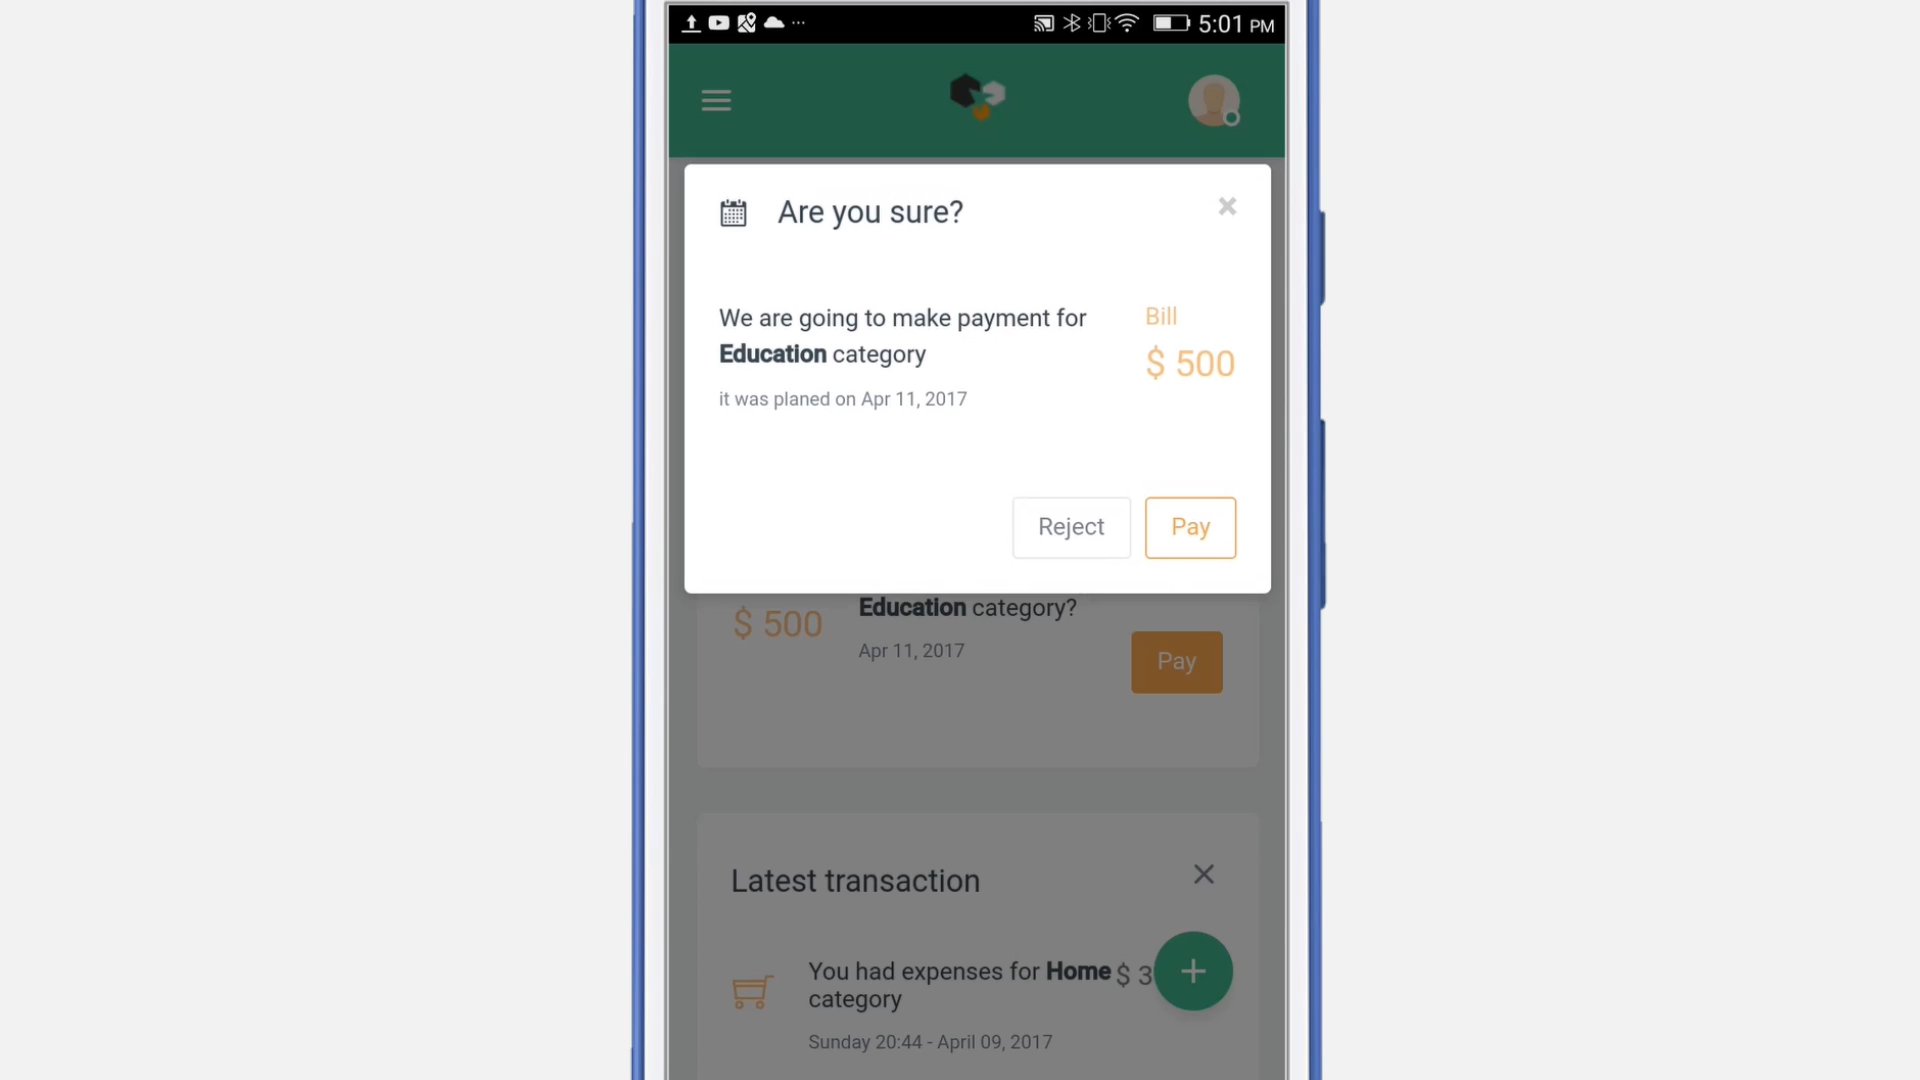 5:01 PM
Are you sure?
We are going to make payment for
Education category
it was planed on Apr 11, 2017
Bill
$ 500
Reject
Pay
$ 500
Education category?
Apr 11, 2017
Pay
Latest transaction
You had expenses for Home
category
$ 3
Sunday 20:44 - April 09, 2017